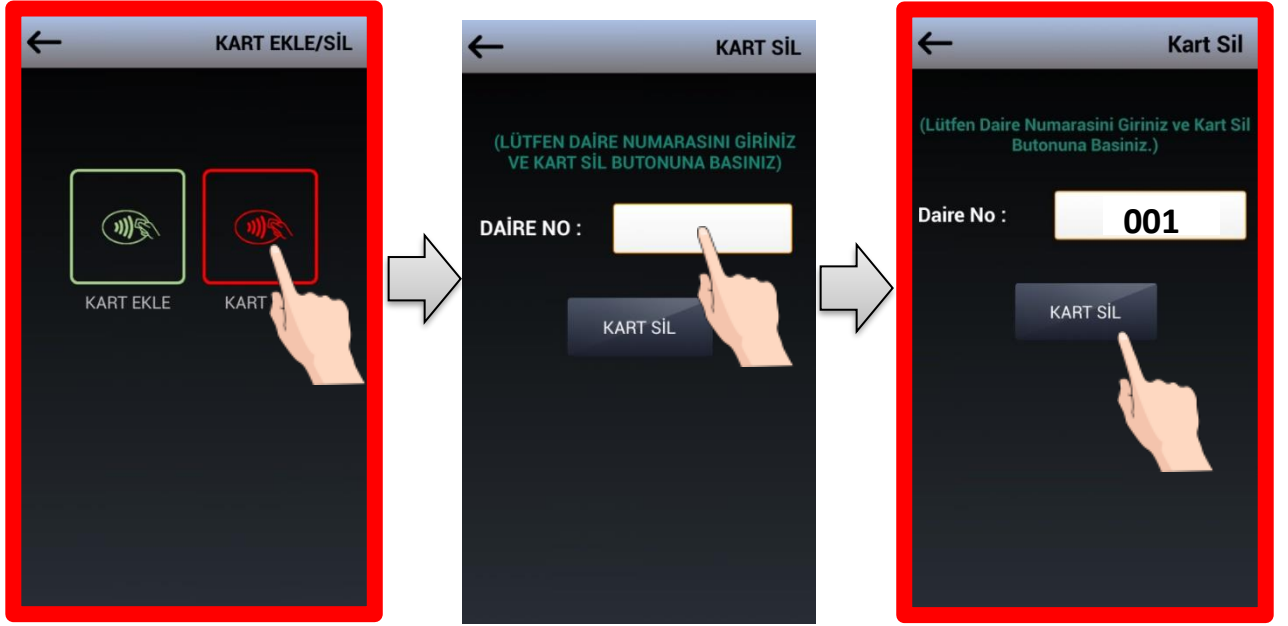 KART EKLE/SİL
KART EKLE
KART
KART SİL
(LÜTFEN DAİRE NUMARASINI GİRİNİZ
VE KART SİL BUTONUNA BASINIZ)
DAİRE NO :
KART SİL
Kart Sil
(Lütfen Daire Numarasini Giriniz ve Kart Sil
Butonuna Basiniz.)
Daire No :
001
KART SİL